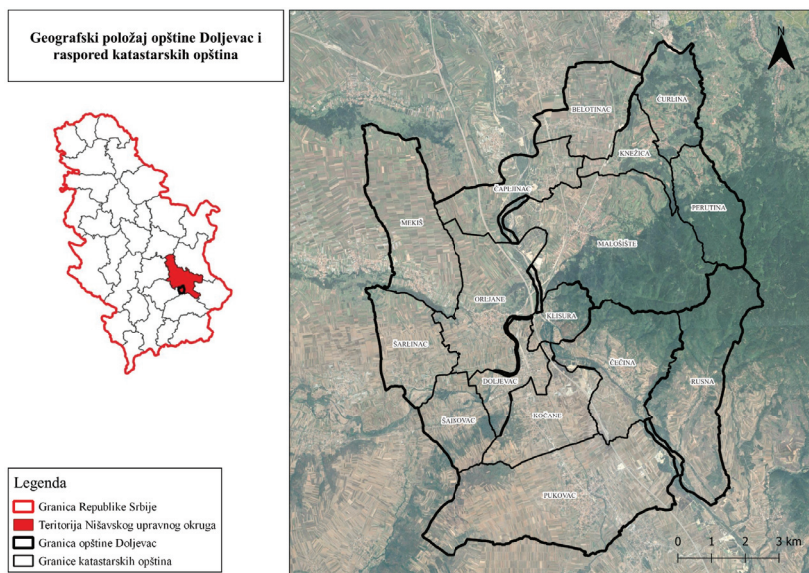 Geografski položaj opštine Doljevac i
raspored katastarskih opština
N
BELOTINAC
ČURLINA
KNEŽICA
ČAPLJINAC
PERUTINA
MEKIŠ
MALOŠIŠTE
ORLJANE
KLISURA
ŠARLINAC
ČEČINA
DOLJEVAC
RUSNA
ŠAJNOVAC
KOČANE
PUKOVAC
Legenda
Granica Republike Srbije
Teritorija Nišavskog upravnog okruga
Granica opštine Doljevac
Granice katastarskih opština
0 1 2 3 km